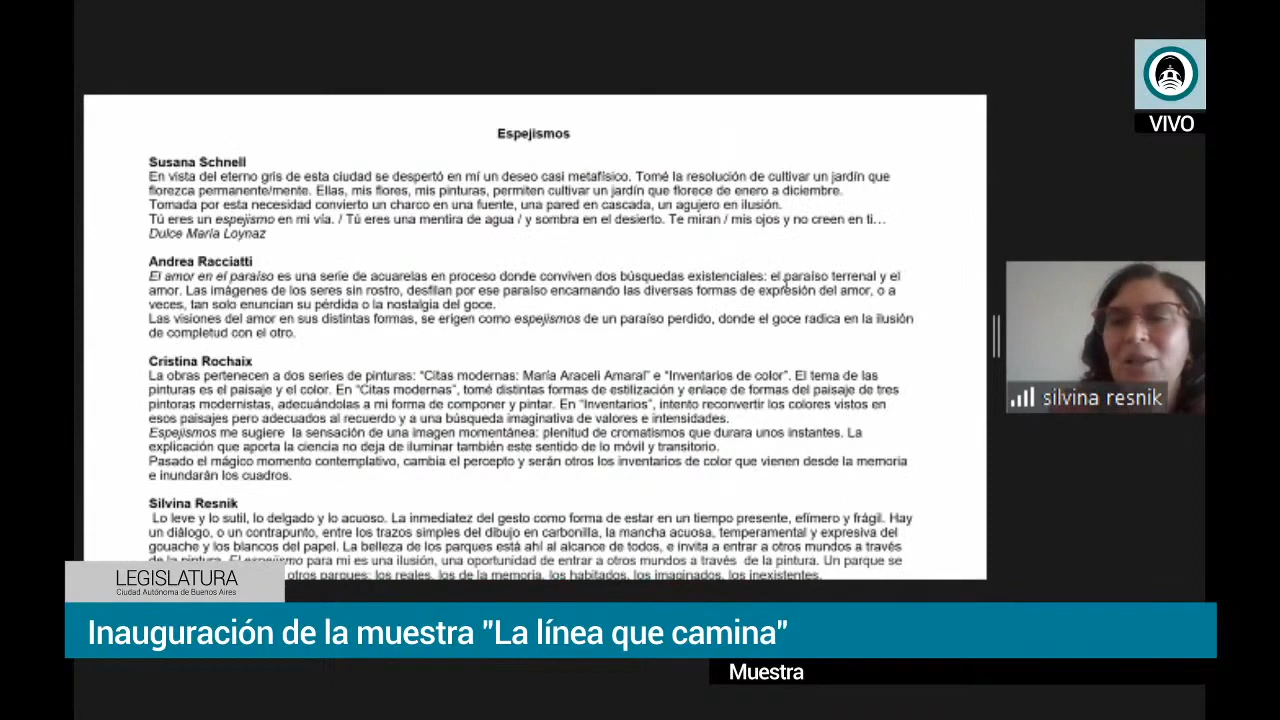 VIVO
Espejismos
Susana Schnell
En vista del eterno gris de esta ciudad se despertó en mí un deseo casi metafísico. Tomé la resolución de cultivar un jardín que
florezca permanente/mente. Ellas, mis flores, mis pinturas, permiten cultivar un jardín que florece de enero a diciembre.
Tomada por esta necesidad convierto un charco en una fuente, una pared en cascada, un agujero en ilusión.
Tú eres un espejismo en mi vía. / Tú eres una mentira de agua / y sombra en el desierto. Te miran / mis ojos y no creen en ti…
Dulce María Loynaz
Andrea Racciatti
El amor en el paraíso es una serie de acuarelas en proceso donde conviven dos búsquedas existenciales: el paraíso terrenal y el
amor. Las imágenes de los seres sin rostro, desfilan por ese paraíso encarnando las diversas formas de expresión del amor, o a
veces, tan solo enuncian su pérdida o la nostalgia del goce.
Las visiones del amor en sus distintas formas, se erigen como espejismos de un paraíso perdido, donde el goce radica en la ilusión
de completud con el otro.
Cristina Rochaix
La obras pertenecen a dos series de pinturas: “Citas modernas: María Araceli Amaral” e “Inventarios de color”. El tema de las
pinturas es el paisaje y el color. En “Citas modernas”, tomé distintas formas de estilización y enlace de formas del paisaje de tres
pintoras modernistas, adecuándolas a mi forma de componer y pintar. En “Inventarios”, intento reconvertir los colores vistos en
esos paisajes pero adecuados al recuerdo y a una búsqueda imaginativa de valores e intensidades.
Espejismos me sugiere la sensación de una imagen momentánea: plenitud de cromatismos que durara unos instantes. La
explicación que aporta la ciencia no deja de iluminar también este sentido de lo móvil y transitorio.
Pasado el mágico momento contemplativo, cambia el percepto y serán otros los inventarios de color que vienen desde la memoria
e inundarán los cuadros.
Silvina Resnik
Lo leve y lo sutil, lo delgado y lo acuoso. La inmediatez del gesto como forma de estar en un tiempo presente, efímero y frágil. Hay
un diálogo, o un contrapunto, entre los trazos simples del dibujo en carbonilla, la mancha acuosa, temperamental y expresiva del
gouache y los blancos del papel. La belleza de los parques está ahí al alcance de todos, e invita a entrar a otros mundos a través
de la pintura. El espejismo para mi es una ilusión, una oportunidad de entrar a otros mundos a través de la pintura. Un parque se
otros parques: los reales, los de la memoria, los habitados, los imaginados, los inexistentes.
silvina resnik
LEGISLATURA
Ciudad Autónoma de Buenos Aires
Inauguración de la muestra "La línea que camina"
Muestra